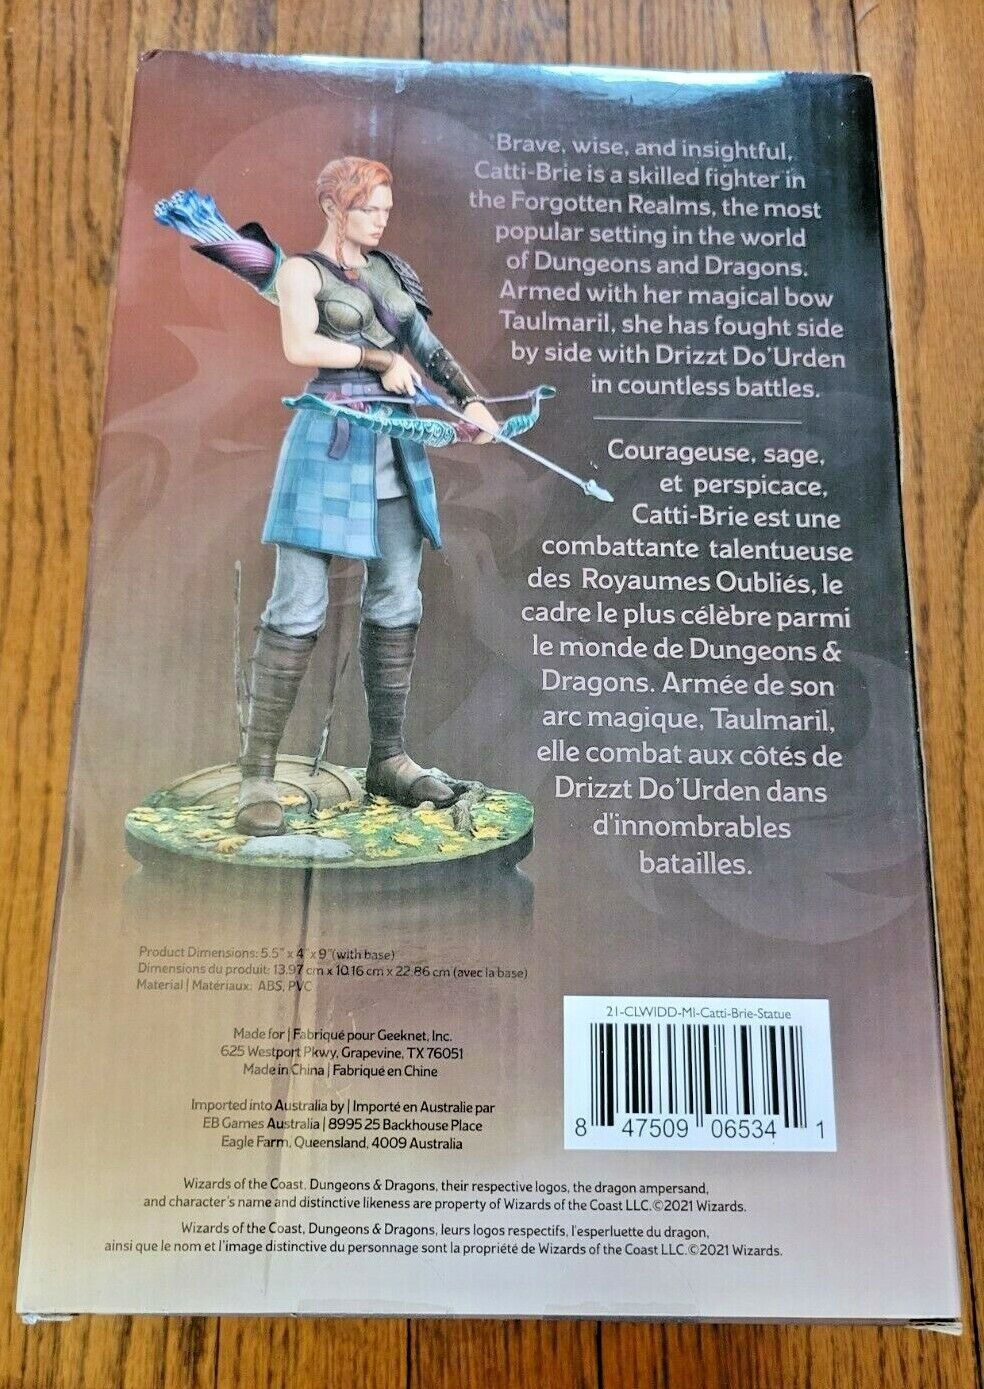 Brave, wise, and insightful,
Catti-Brie is a skilled fighter in
the Forgotten Realms, the most
popular setting in the world
of Dungeons and Dragons.
Armed with her magical bow
Taulmaril, she has fought side
by side with Drizzt Do'Urden
in countless battles.
Courageuse, sage,
et perspicace,
Catti-Brie est une
combattante talentueuse
des Royaumes Oubliés, le
cadre le plus célèbre parmi
le monde de Dungeons &
Dragons. Armée de son
arc magique, Taulmaril,
elle combat aux côtés de
Drizzt Do'Urden dans
d'innombrables
batailles.
Product Dimensions: 5.5" x 4" x 9" (with base)
Dimensions du produit: 13.97 cm x 10.16 cm x 22.86 cm (avec la base)
Material | Matériaux: ABS, PVC
Made for | Fabriqué pour Geeknet, Inc.
625 Westport Pkwy, Grapevine, TX 76051
Made in China | Fabriqué en Chine
Imported into Australia by | Importé en Australie par
EB Games Australia | 8995 25 Backhouse Place
Eagle Farm, Queensland, 4009 Australia
21-CLWIDD-MI-Catti-Brie-Statue
8 47509 06534 1
Wizards of the Coast, Dungeons & Dragons, their respective logos, the dragon ampersand,
and character's name and distinctive likeness are property of Wizards of the Coast LLC.©2021 Wizards.
Wizards of the Coast, Dungeons & Dragons, leurs logos respectifs, l'esperluette du dragon,
ainsi que le nom et l'image distinctive du personnage sont la propriété de Wizards of the Coast LLC.©2021 Wizards.